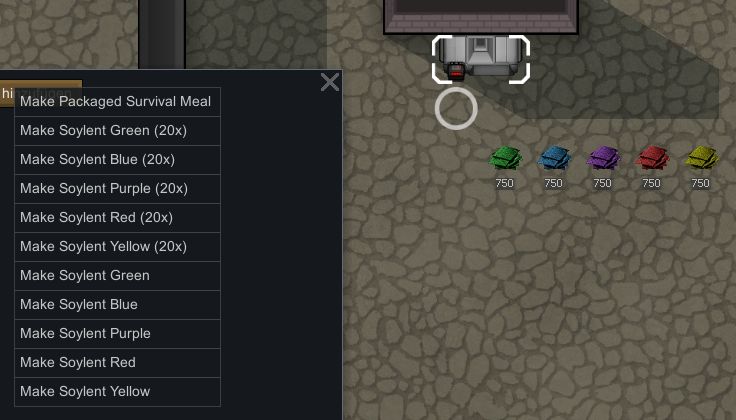 Make Packaged Survival Meal
Make Soylent Green (20x)
Make Soylent Blue (20x)
Make Soylent Purple (20x)
Make Soylent Red (20x)
Make Soylent Yellow (20x)
Make Soylent Green
Make Soylent Blue
Make Soylent Purple
Make Soylent Red
Make Soylent Yellow
750 750 750 750 750